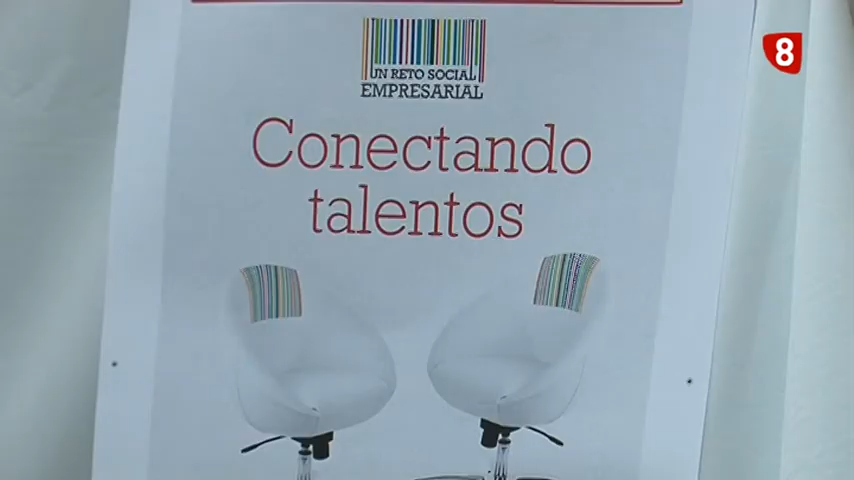 8
UN RETO SOCIAL
EMPRESARIAL
Conectando
talentos